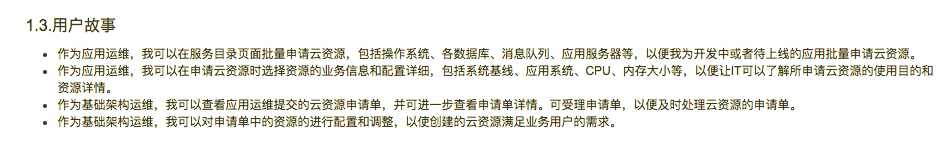 1.3.用户故事
• 作为应用运维，我可以在服务目录页面批量申请云资源，包括操作系统、各数据库、消息队列、应用服务器等，以便我为开发中或者待上线的应用批量申请云资源。
• 作为应用运维，我可以在申请云资源时选择资源的业务信息和配置详细，包括系统基线、应用系统、CPU、内存大小等，以便让IT可以了解所申请云资源的使用目的和
资源详情。
• 作为基础架构运维，我可以查看应用运维提交的云资源申请单，并可进一步查看申请单详情。可受理申请单，以便及时处理云资源的申请单。
• 作为基础架构运维，我可以对申请单中的资源的进行配置和调整，以便创建的云资源满足业务用户的需求。